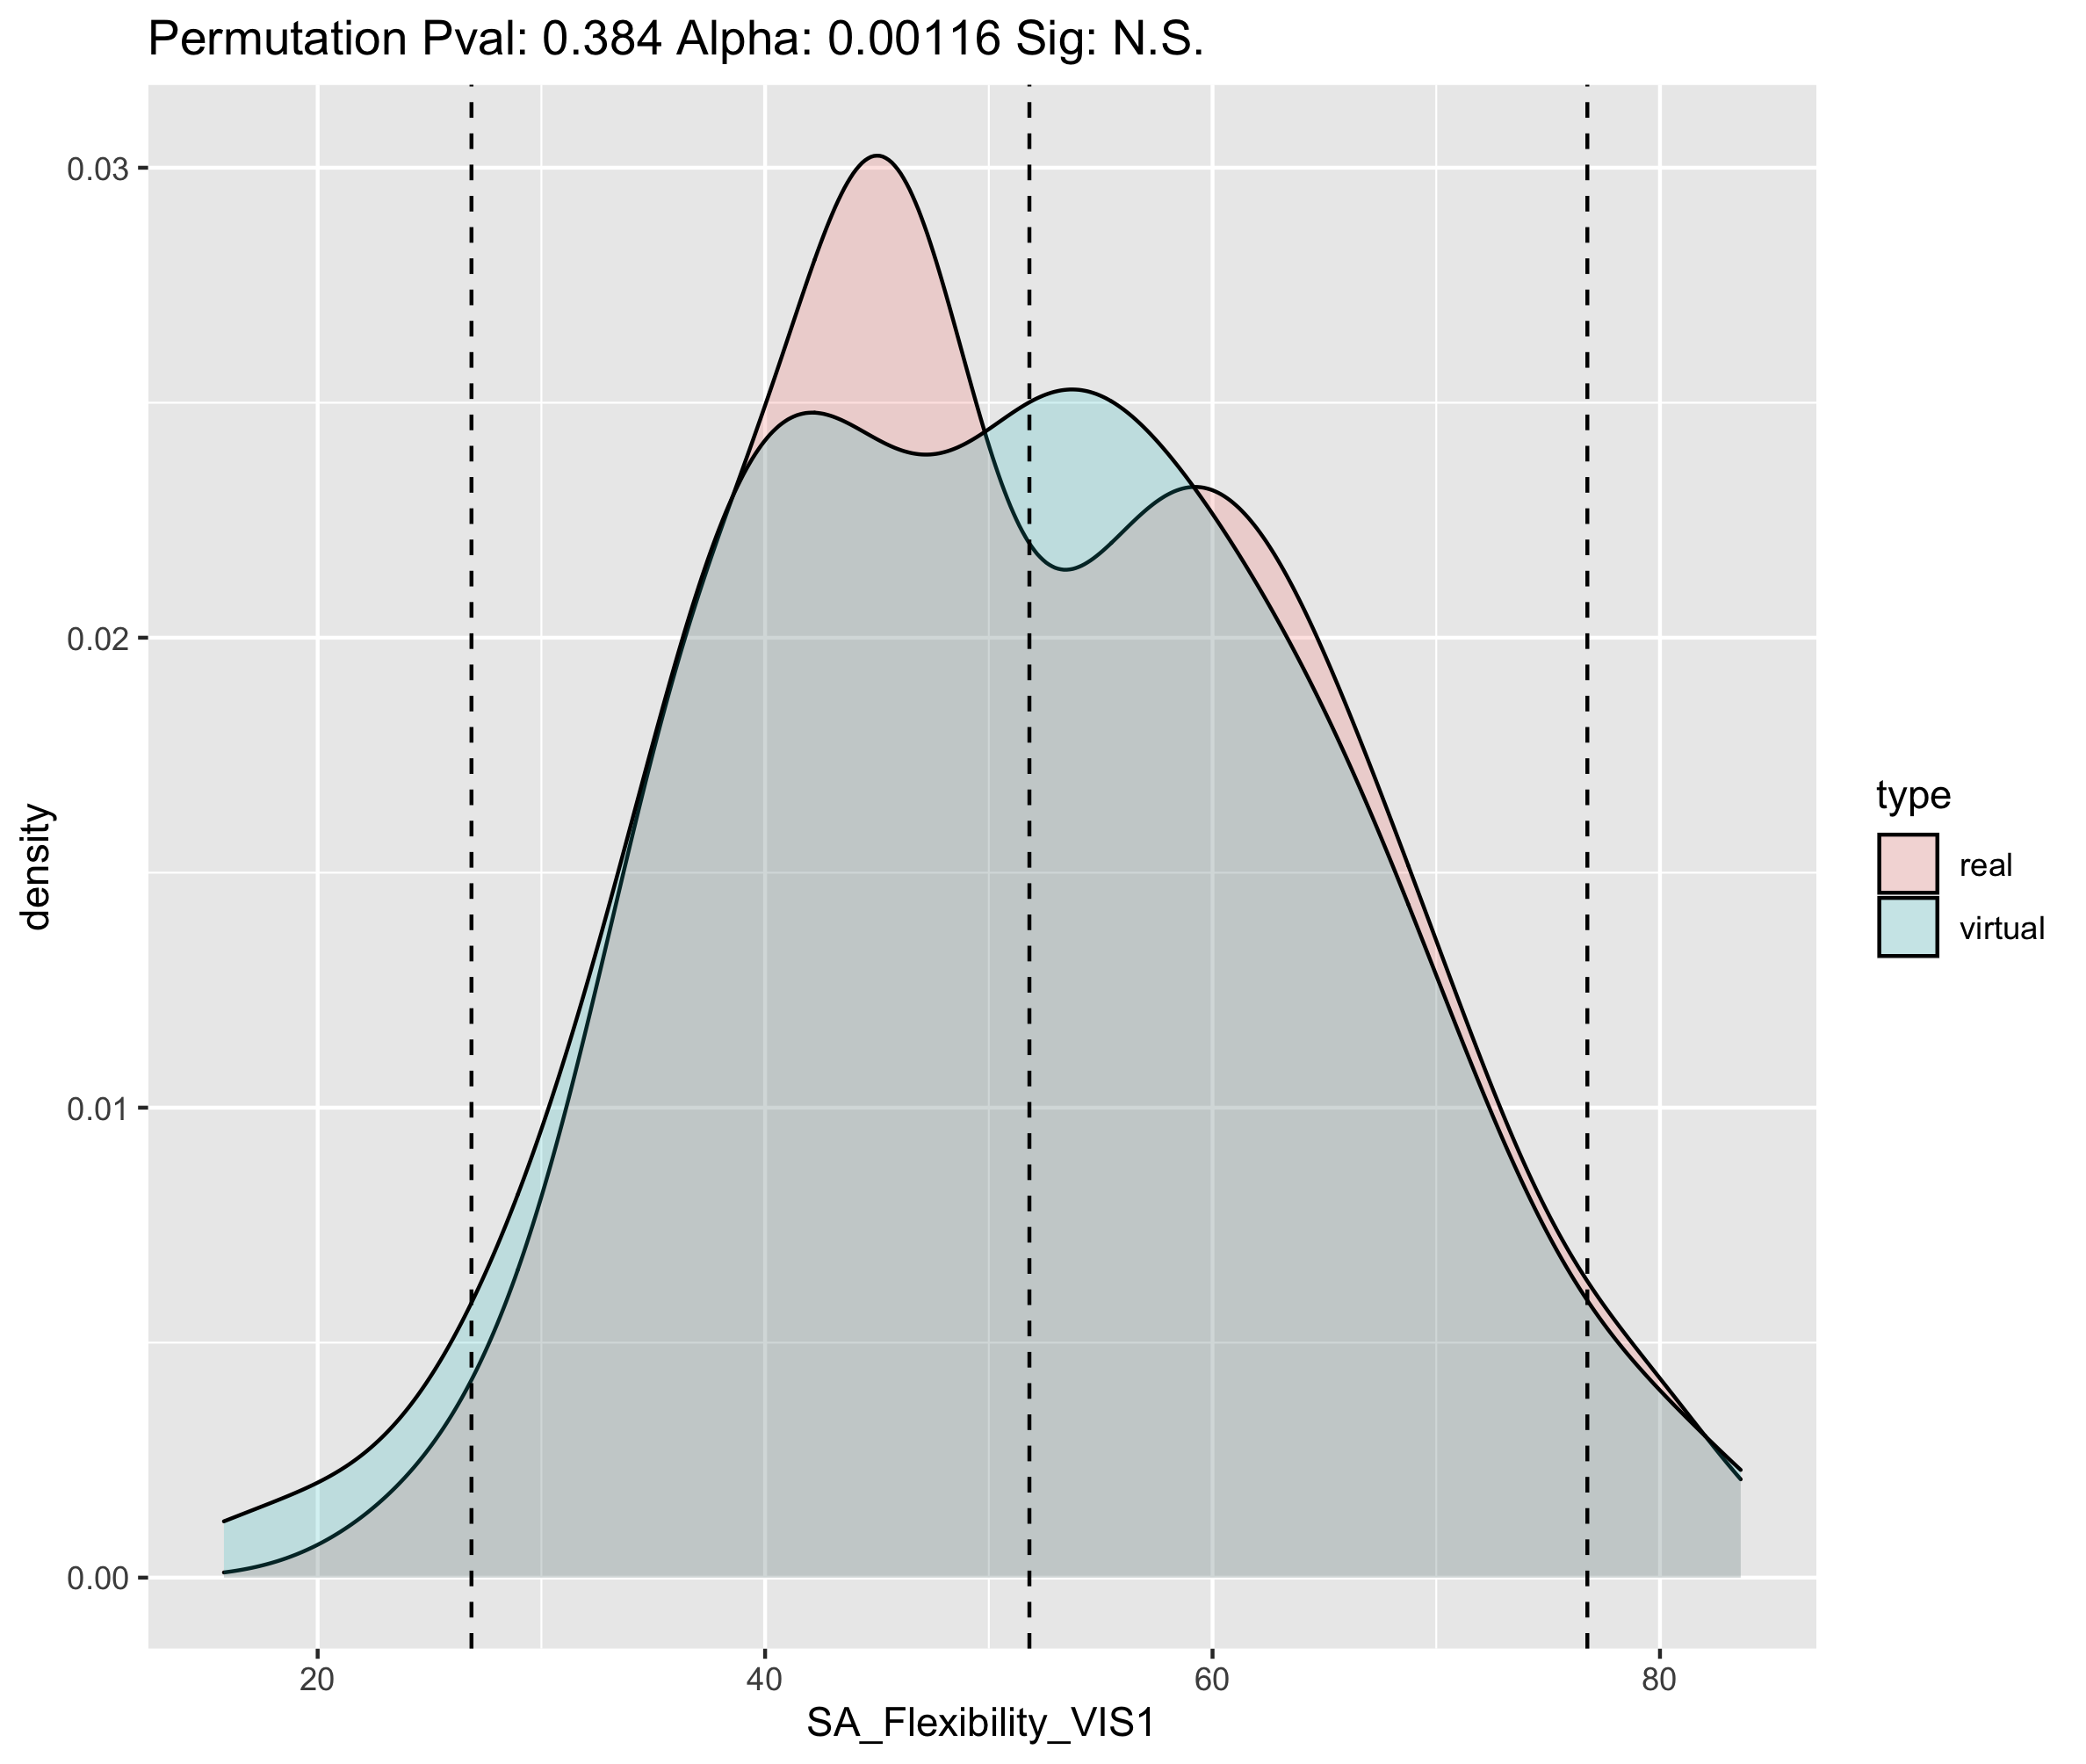 Permutation Pval: 0.384 Alpha: 0.00116 Sig: N.S.
0.03
0.02
0.01
0.00
density
20 40 60 80
SA_Flexibility_VIS1
type
real
virtual